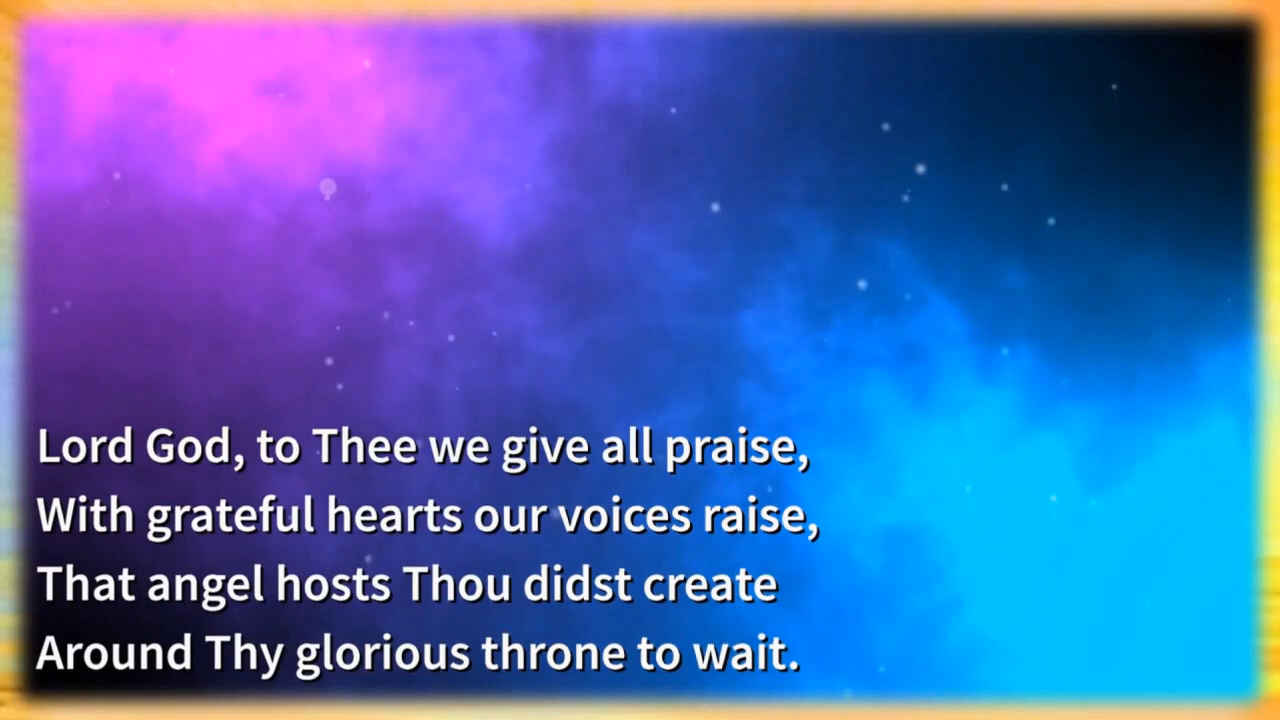 Lord God, to Thee we give all praise,
With grateful hearts our voices raise,
That angel hosts Thou didst create
Around Thy glorious throne to wait.